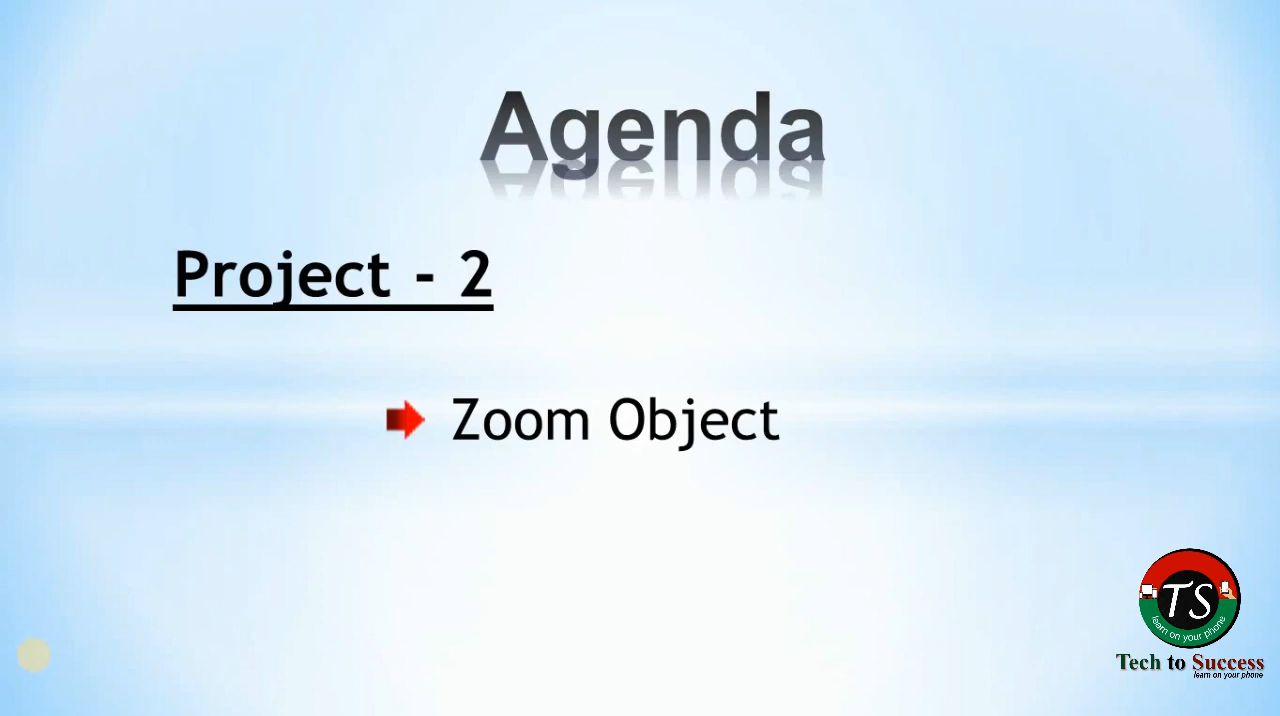 Agenda
Project - 2
Zoom Object
TS
learn on your phone
Tech to Success
learn on your phone